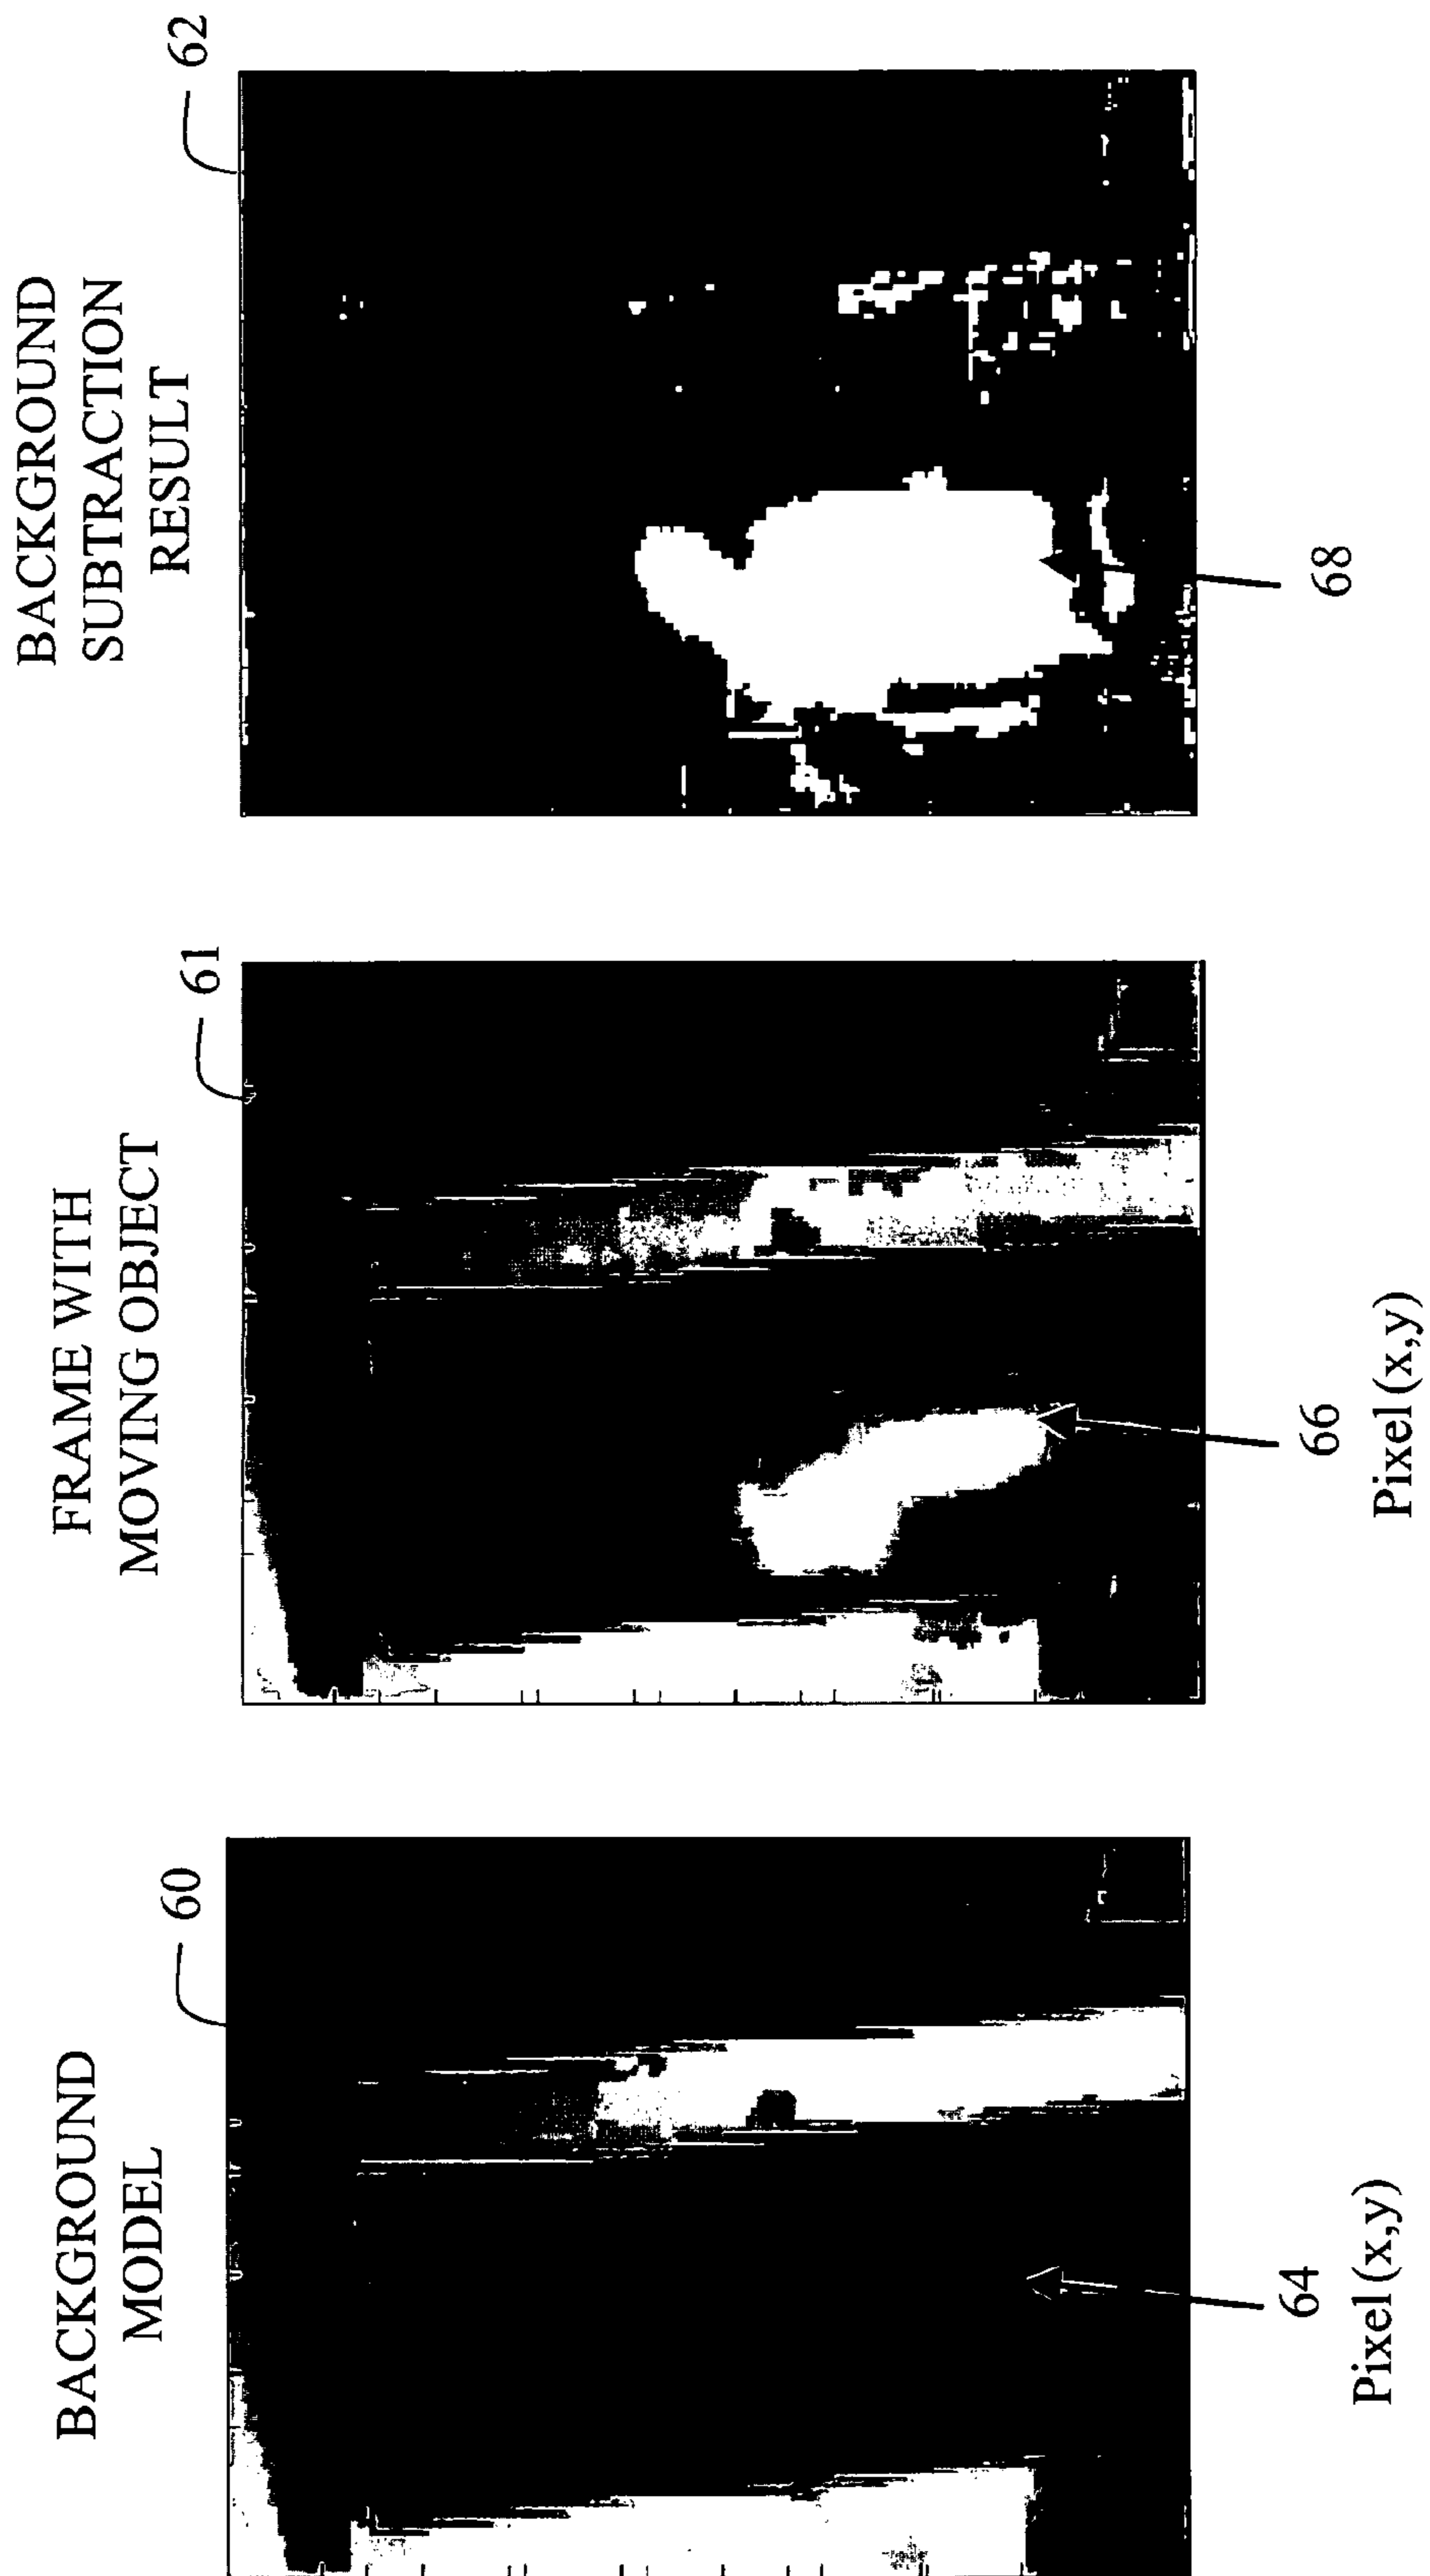 BACKGROUND
MODEL
60
64
Pixel (x,y)
FRAME WITH
MOVING OBJECT
61
66
Pixel (x,y)
BACKGROUND
SUBTRACTION
RESULT
62
68